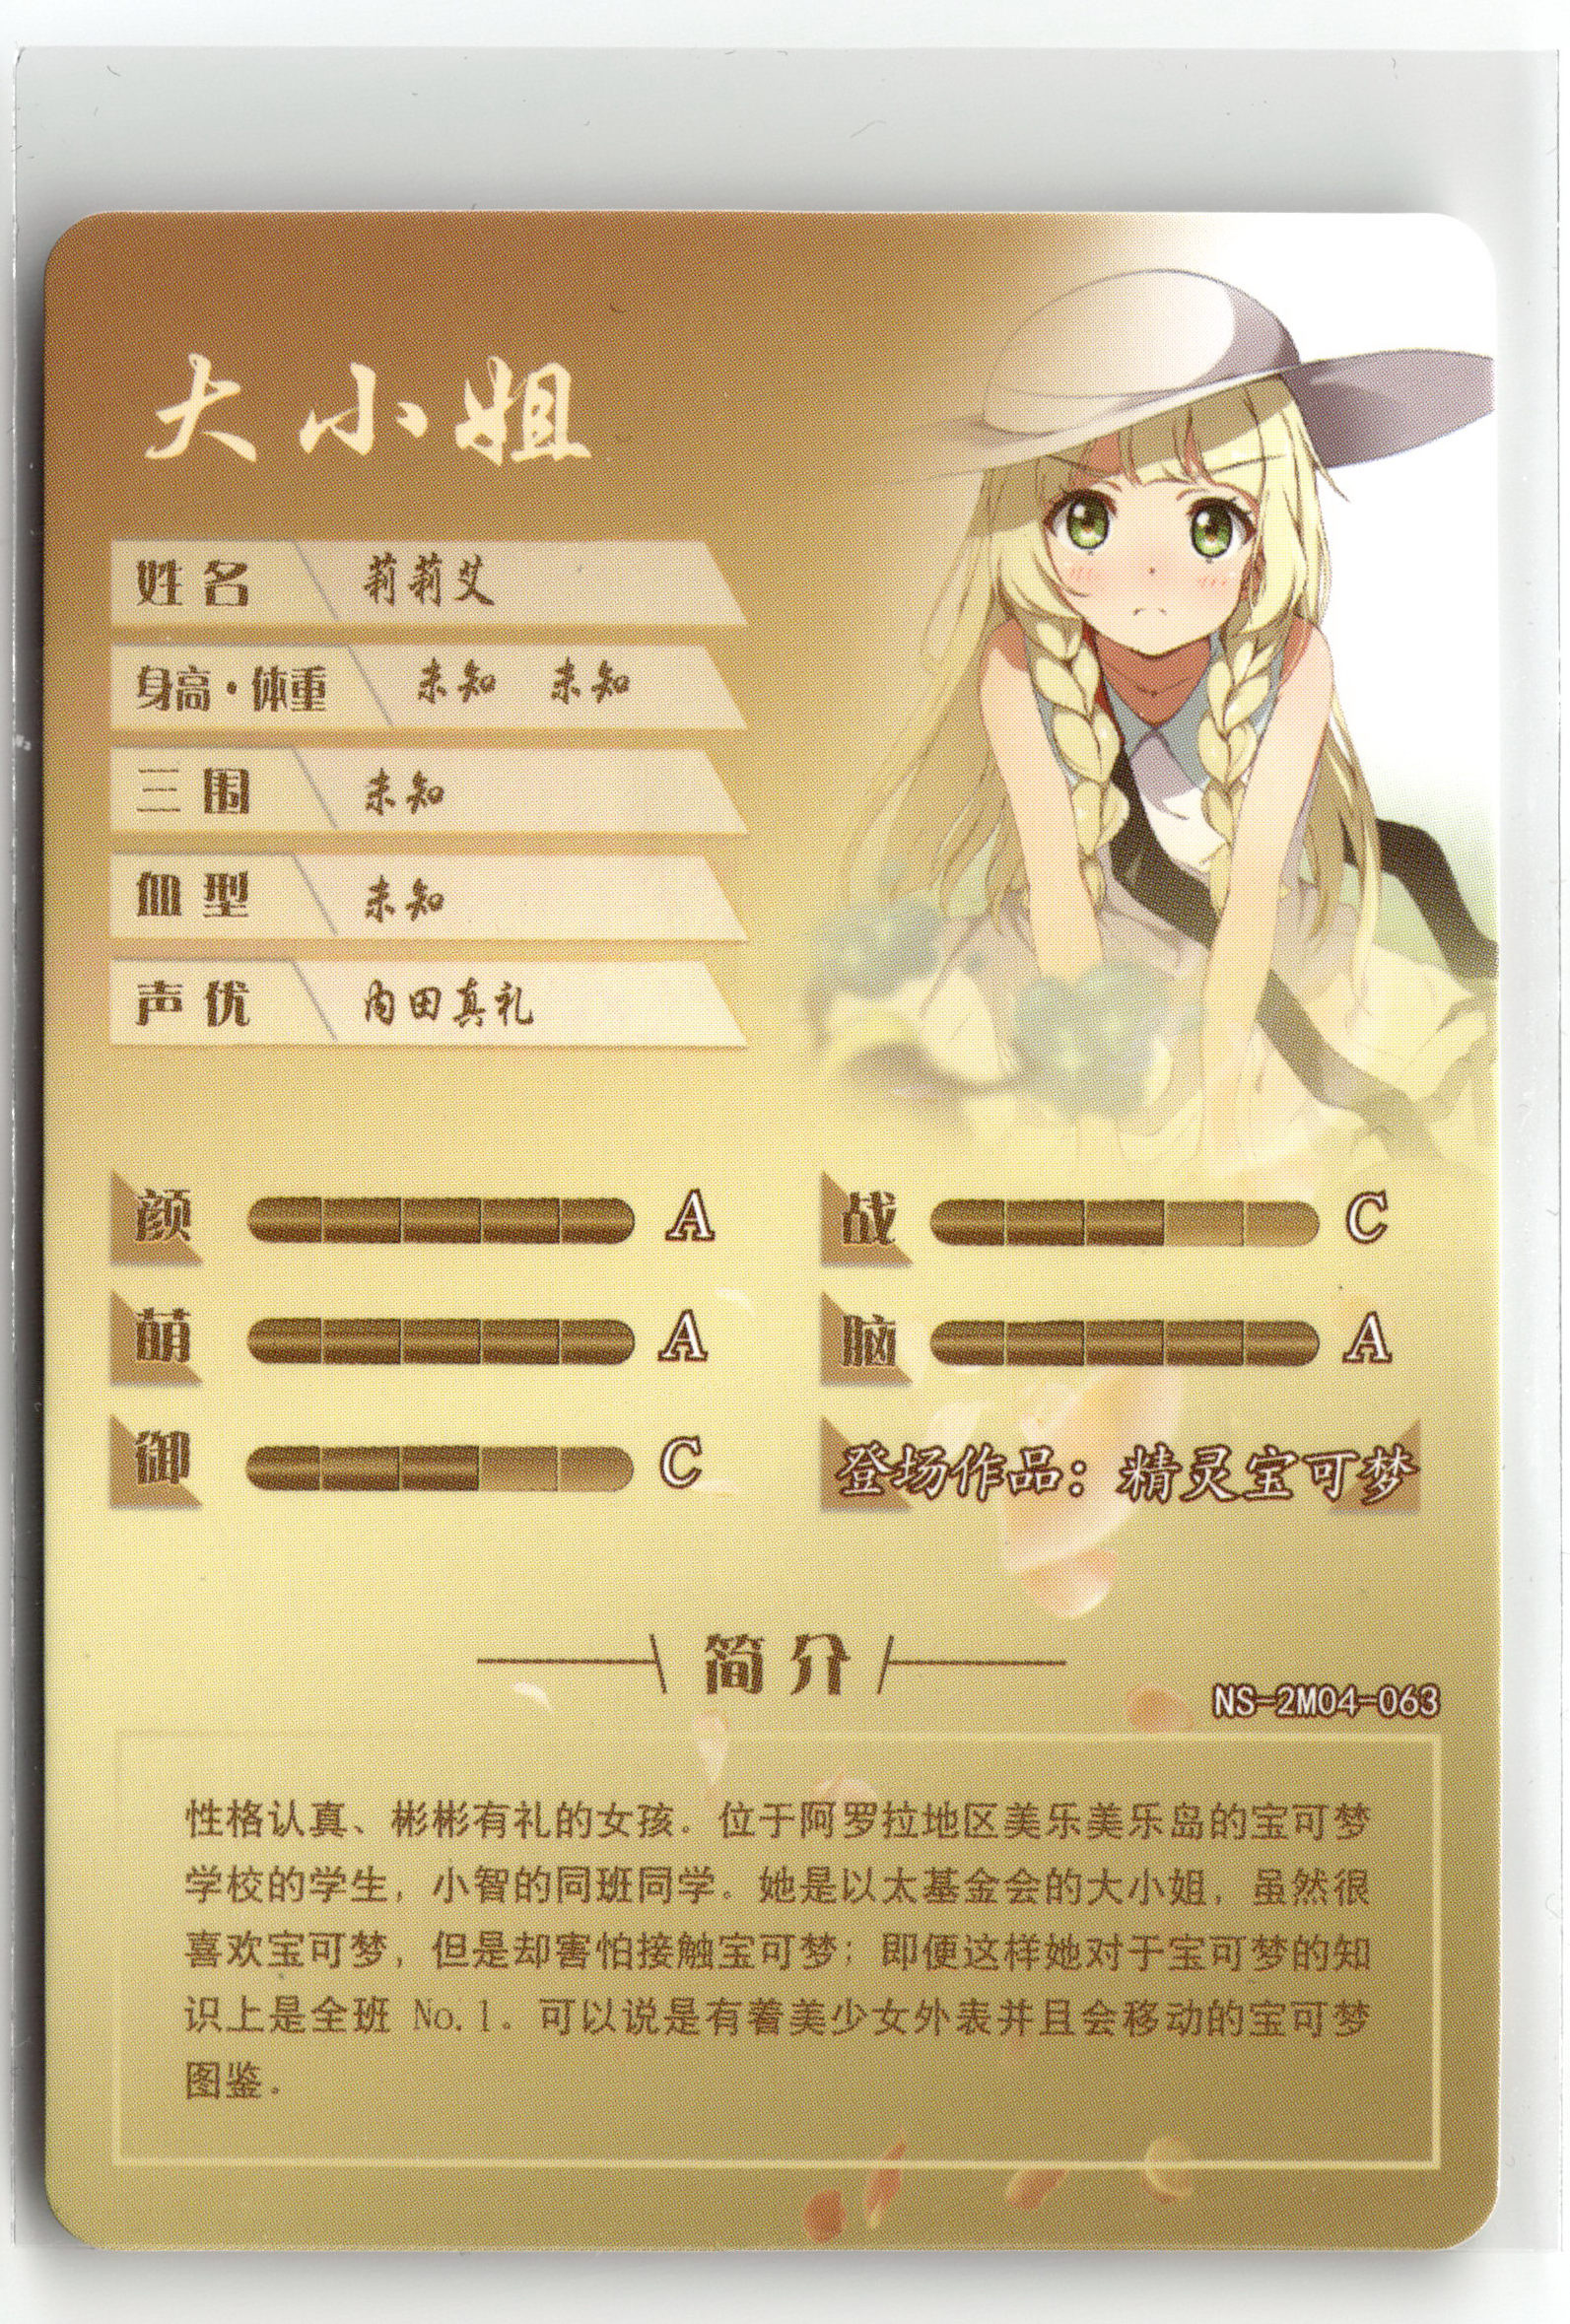 大小姐
姓名 莉莉艾
身高·体重 未知 未知
三围 未知
血型 未知
声优 内田真礼
颜 A 战 C
萌 A 脑 A
御 C 登场作品：精灵宝可梦
简介
NS-2M04-063
性格认真、彬彬有礼的女孩。位于阿罗拉地区美乐美乐岛的宝可梦
学校的学生，小智的同班同学。她是以太基金会的大小姐，虽然很
喜欢宝可梦，但是却害怕接触宝可梦；即便这样她对于宝可梦的知
识上是全班 No.1。可以说是有着美少女外表并且会移动的宝可梦
图鉴。